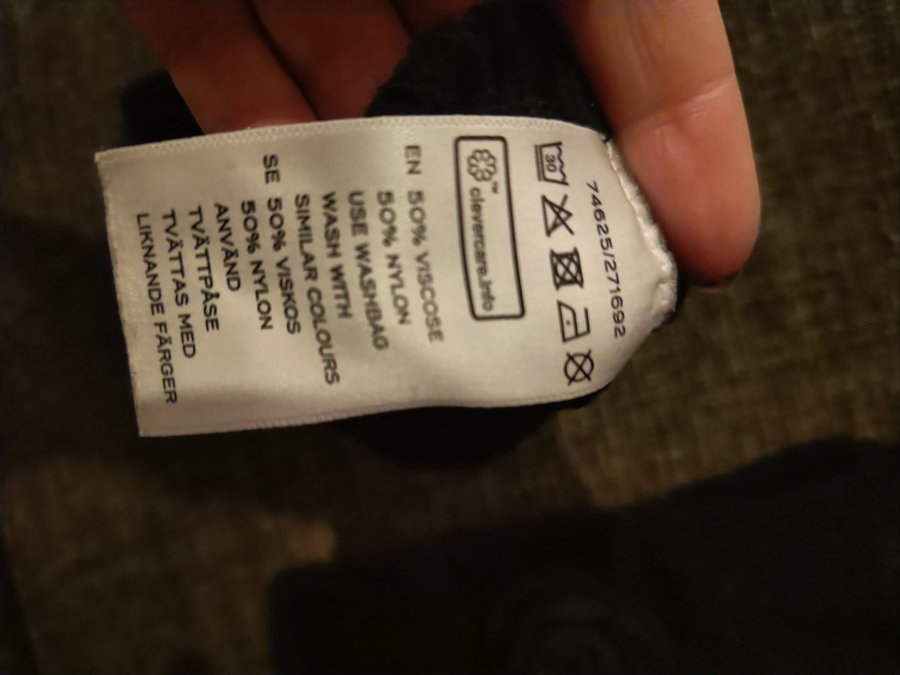 74625/271692
30
™
clevercare.info
EN 50% VISCOSE
50% NYLON
USE WASHBAG
WASH WITH
SIMILAR COLOURS
SE 50% VISKOS
50% NYLON
ANVÄND
TVÄTTPÅSE
TVÄTTAS MED
LIKNANDE FÄRGER